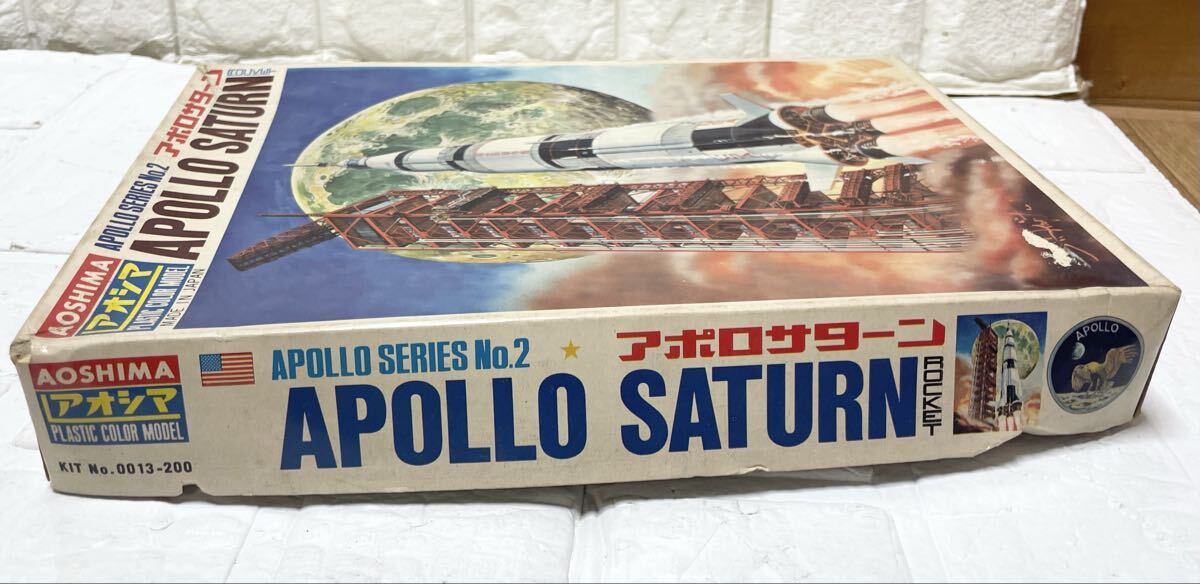 AOSHIMA
アオシマ
PLASTIC COLOR MODEL
MADE IN JAPAN
APOLLO SERIES No.2
アポロサターン
APOLLO SATURN
ROCKET
AOSHIMA
アオシマ
PLASTIC COLOR MODEL
KIT No.0013-200
APOLLO SERIES No.2
アポロサターン
APOLLO SATURN
ROCKET
APOLLO